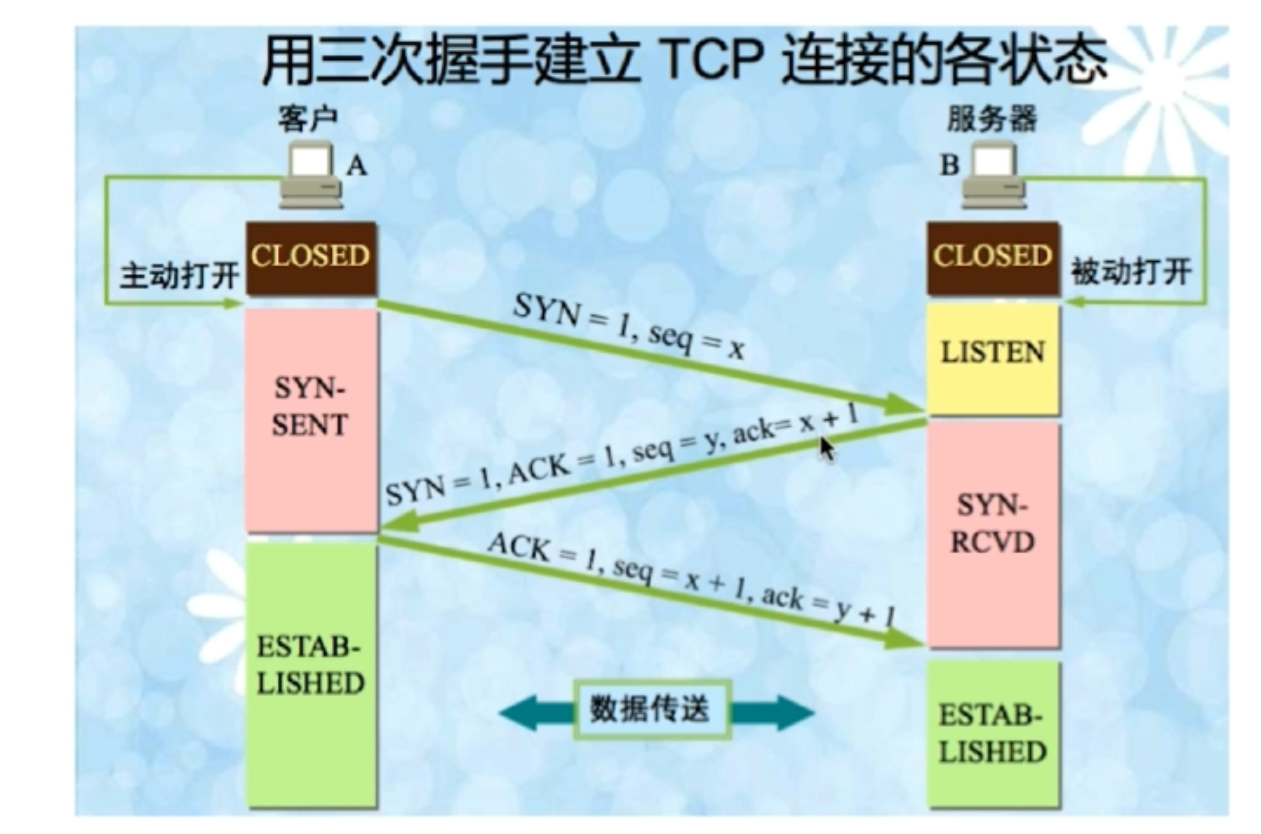 用三次握手建立 TCP 连接的各状态
客户
服务器
A
B
CLOSED
CLOSED
主动打开
被动打开
SYN = 1, seq = x
LISTEN
SYN-
SENT
SYN = 1, ACK = 1, seq = y, ack= x + 1
SYN-
RCVD
ACK = 1, seq = x + 1, ack = y + 1
ESTAB-
LISHED
数据传送
ESTAB-
LISHED